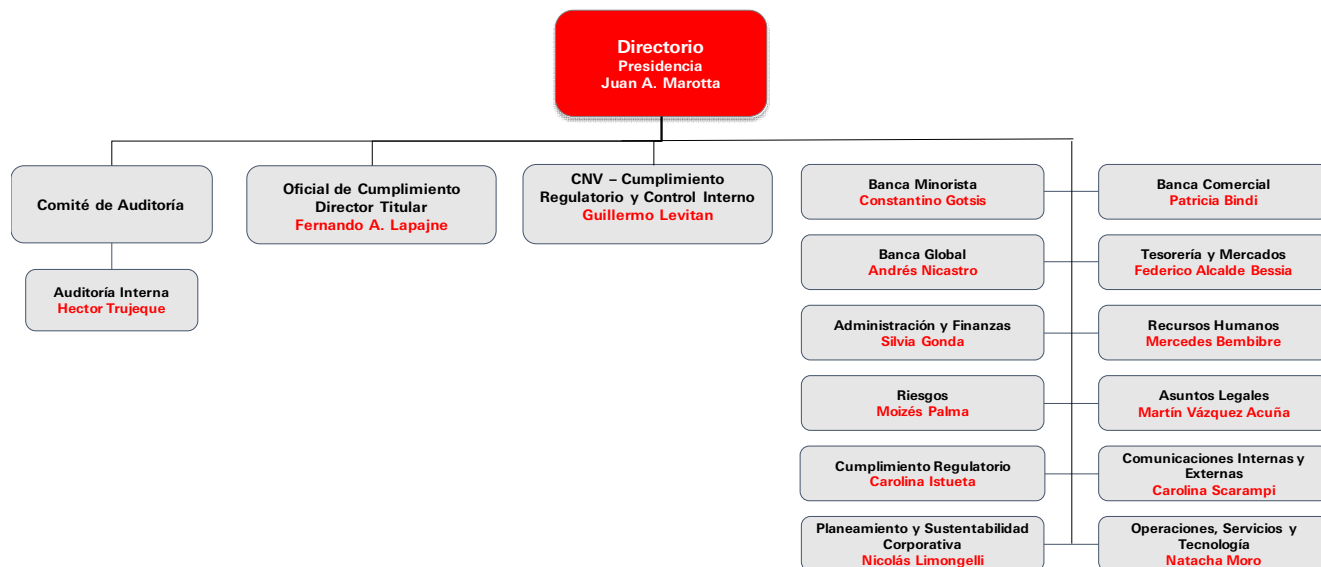 Directorio
Presidencia
Juan A. Marotta
Comité de Auditoría
Auditoría Interna
Hector Trujeque
Oficial de Cumplimiento
Director Titular
Fernando A. Lapajne
CNV – Cumplimiento
Regulatorio y Control Interno
Guillermo Levitan
Banca Minorista
Constantino Gotsis
Banca Comercial
Patricia Bindi
Banca Global
Andrés Nicastro
Tesorería y Mercados
Federico Alcalde Bessia
Administración y Finanzas
Silvia Gonda
Recursos Humanos
Mercedes Bembibre
Riesgos
Moizés Palma
Asuntos Legales
Martín Vázquez Acuña
Cumplimiento Regulatorio
Carolina Istueta
Comunicaciones Internas y
Externas
Carolina Scarampi
Planeamiento y Sustentabilidad
Corporativa
Nicolás Limongelli
Operaciones, Servicios y
Tecnología
Natacha Moro